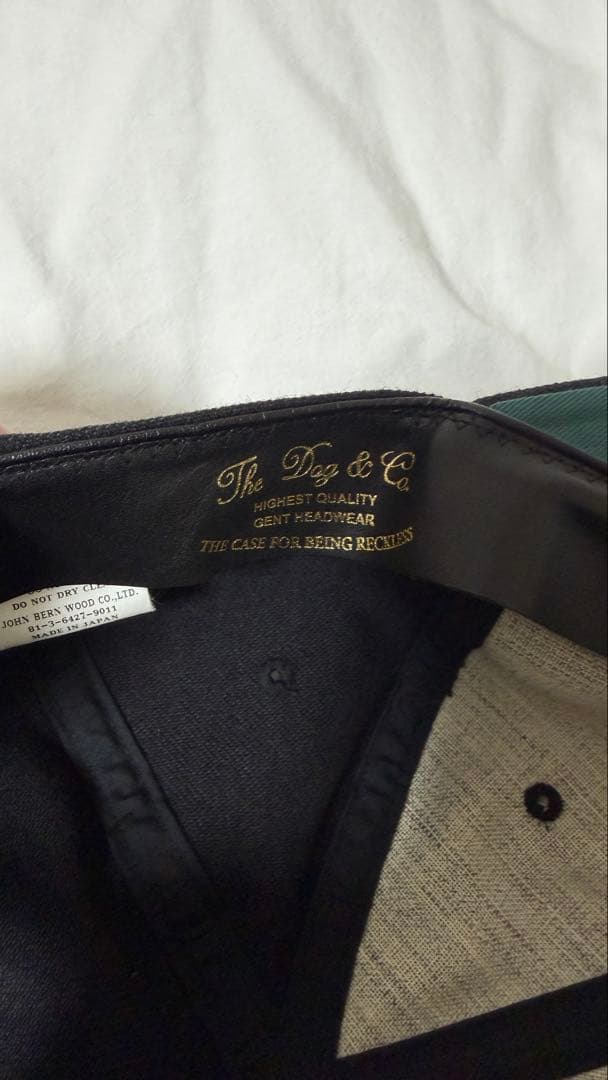 The Dog & Co.
HIGHEST QUALITY
GENT HEADWEAR
THE CASE FOR BEING RECKLESS
DO NOT DRY CLE
JOHN BERN WOOD CO.,LTD.
81-3-6427-9011
MADE IN JAPAN